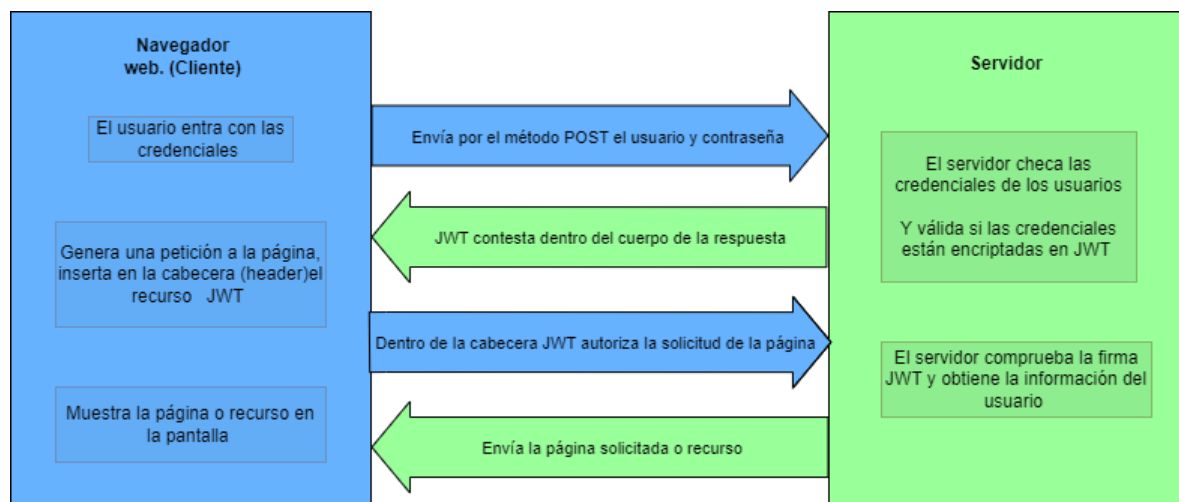 Navegador
web. (Cliente)
Servidor
El usuario entra con las
credenciales
Envía por el método POST el usuario y contraseña
El servidor checa las
credenciales de los usuarios
Y válida si las credenciales
están encriptadas en JWT
JWT contesta dentro del cuerpo de la respuesta
Genera una petición a la página,
inserta en la cabecera (header)el
recurso JWT
Dentro de la cabecera JWT autoriza la solicitud de la página
El servidor comprueba la firma
JWT y obtiene la información del
usuario
Muestra la página o recurso en
la pantalla
Envía la página solicitada o recurso